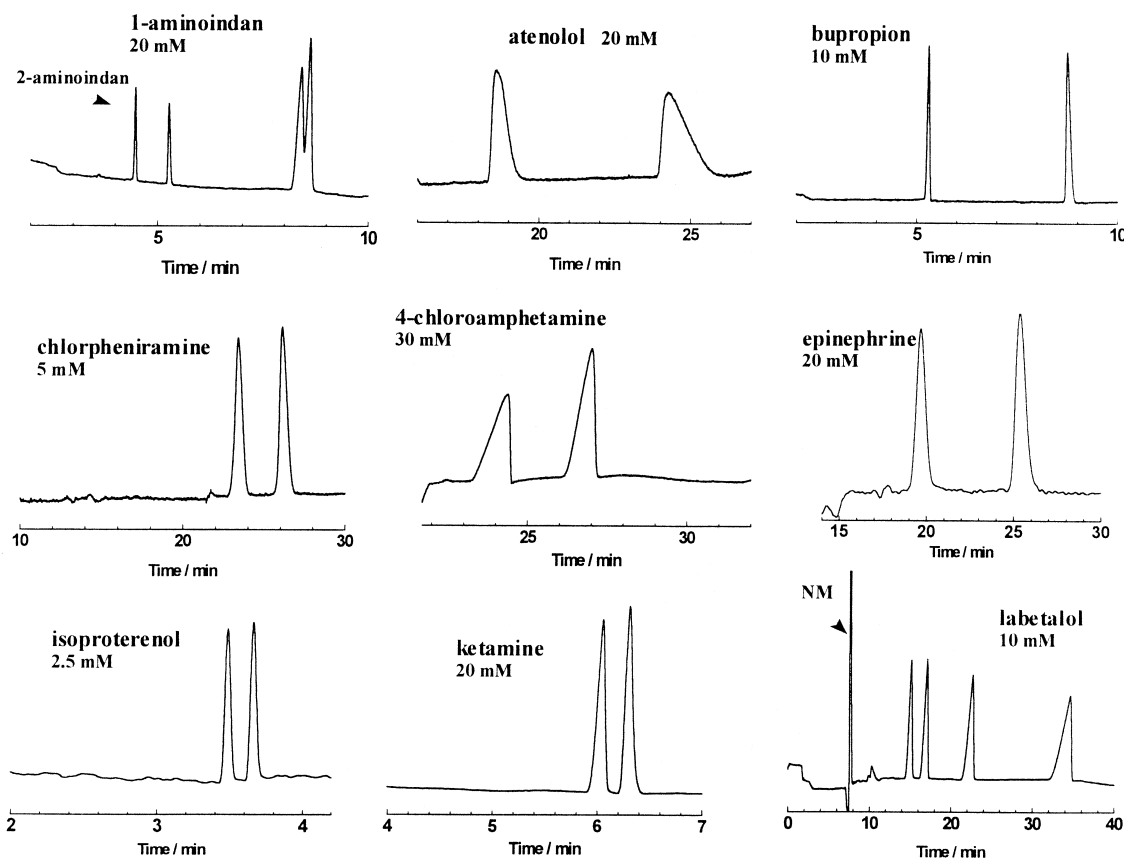 1-aminoindan
20 mM
2-aminoindan
5
10
Time / min
atenolol 20 mM
20
25
Time / min
bupropion
10 mM
5
10
Time / min
chlorpheniramine
5 mM
10
20
30
Time / min
4-chloroamphetamine
30 mM
25
30
Time / min
epinephrine
20 mM
15
20
25
30
Time / min
isoproterenol
2.5 mM
2
3
4
Time / min
ketamine
20 mM
4
5
6
7
Time / min
NM
labetalol
10 mM
0
10
20
30
40
Time / min